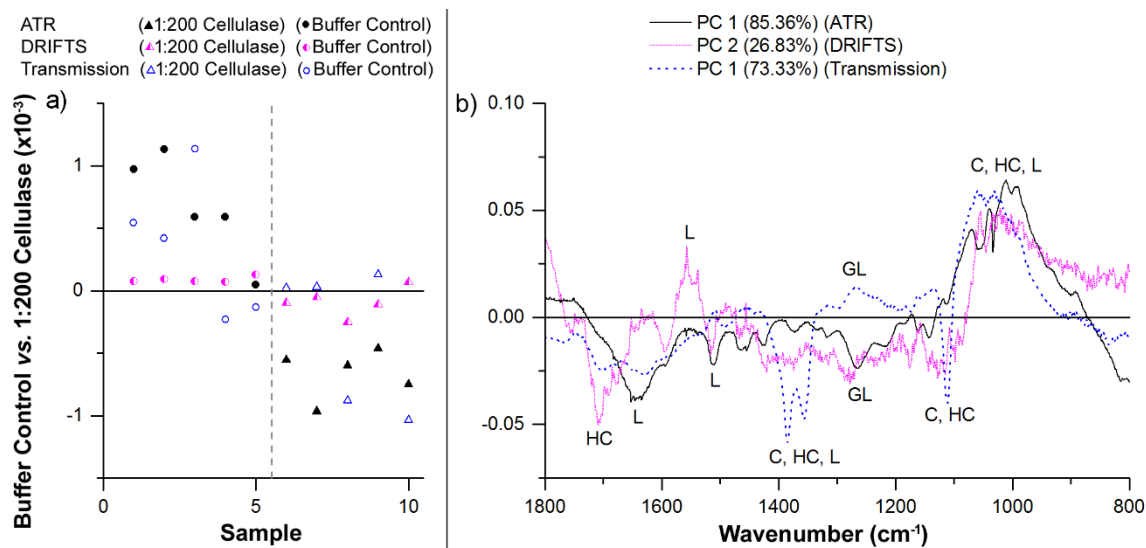 ATR (▲1:200 Cellulase) (●Buffer Control)
DRIFTS (◭1:200 Cellulase) (◐Buffer Control)
Transmission (△1:200 Cellulase) (○Buffer Control)
PC 1 (85.36%) (ATR)
PC 2 (26.83%) (DRIFTS)
PC 1 (73.33%) (Transmission)
a)
Buffer Control vs. 1:200 Cellulase (x10⁻³)
1
0
-1
0 5 10
Sample
b)
0.10
0.05
0.00
-0.05
C, HC, L
L
GL
L
L
HC
GL
C, HC
C, HC, L
1800 1600 1400 1200 1000 800
Wavenumber (cm⁻¹)